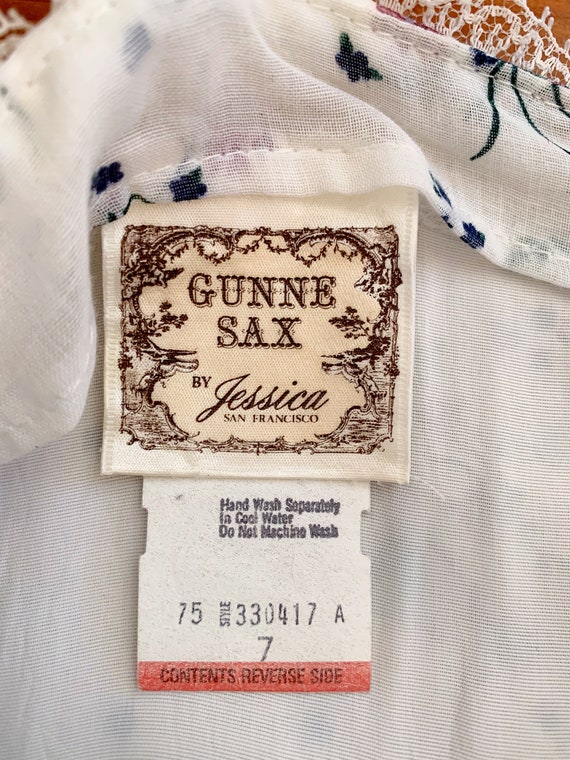 GUNNE
SAX
BY Jessica
SAN FRANCISCO
Hand Wash Separately
In Cool Water
Do Not Machine Wash
75 STYLE 330417 A
7
CONTENTS REVERSE SIDE